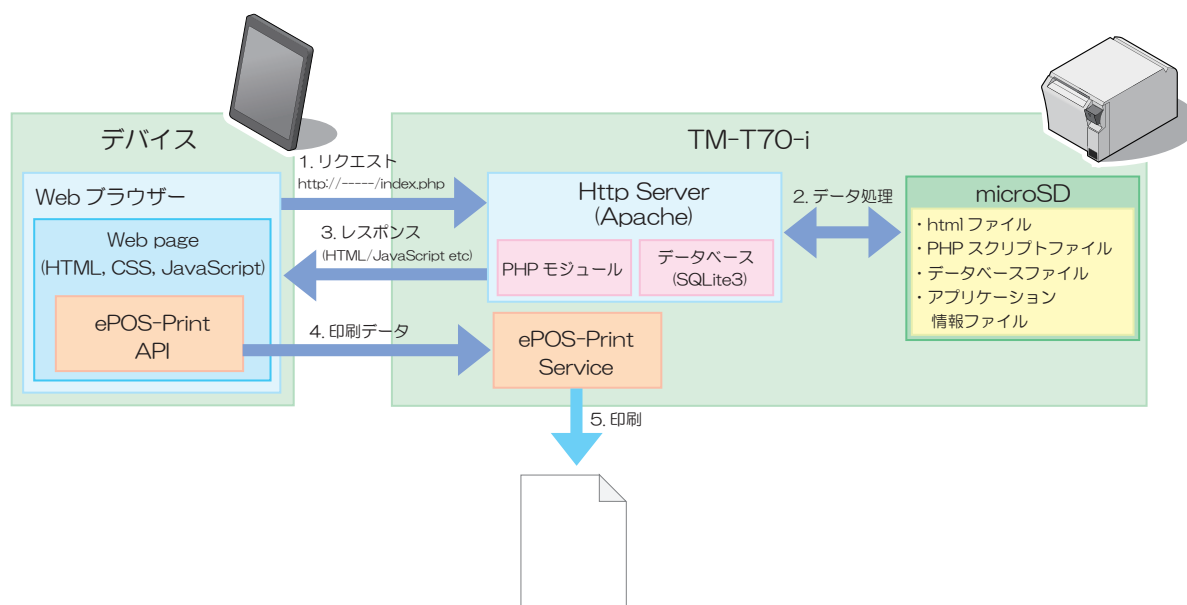 デバイス
TM-T70-i
1. リクエスト
http://-----/index.php
Web ブラウザー
Web page
(HTML, CSS, JavaScript)
ePOS-Print
API
3. レスポンス
(HTML/JavaScript etc)
4. 印刷データ
Http Server
(Apache)
PHP モジュール
データベース
(SQLite3)
2. データ処理
microSD
・html ファイル
・PHP スクリプトファイル
・データベースファイル
・アプリケーション
情報ファイル
ePOS-Print
Service
5. 印刷